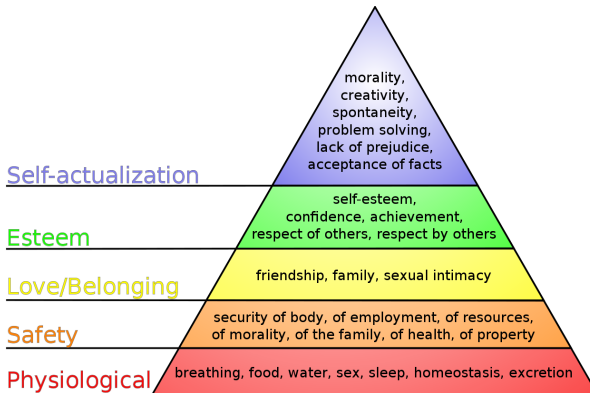 morality,
creativity,
spontaneity,
problem solving,
lack of prejudice,
acceptance of facts
Self-actualization
self-esteem,
confidence, achievement,
respect of others, respect by others
Esteem
friendship, family, sexual intimacy
Love/Belonging
security of body, of employment, of resources,
of morality, of the family, of health, of property
Safety
breathing, food, water, sex, sleep, homeostasis, excretion
Physiological